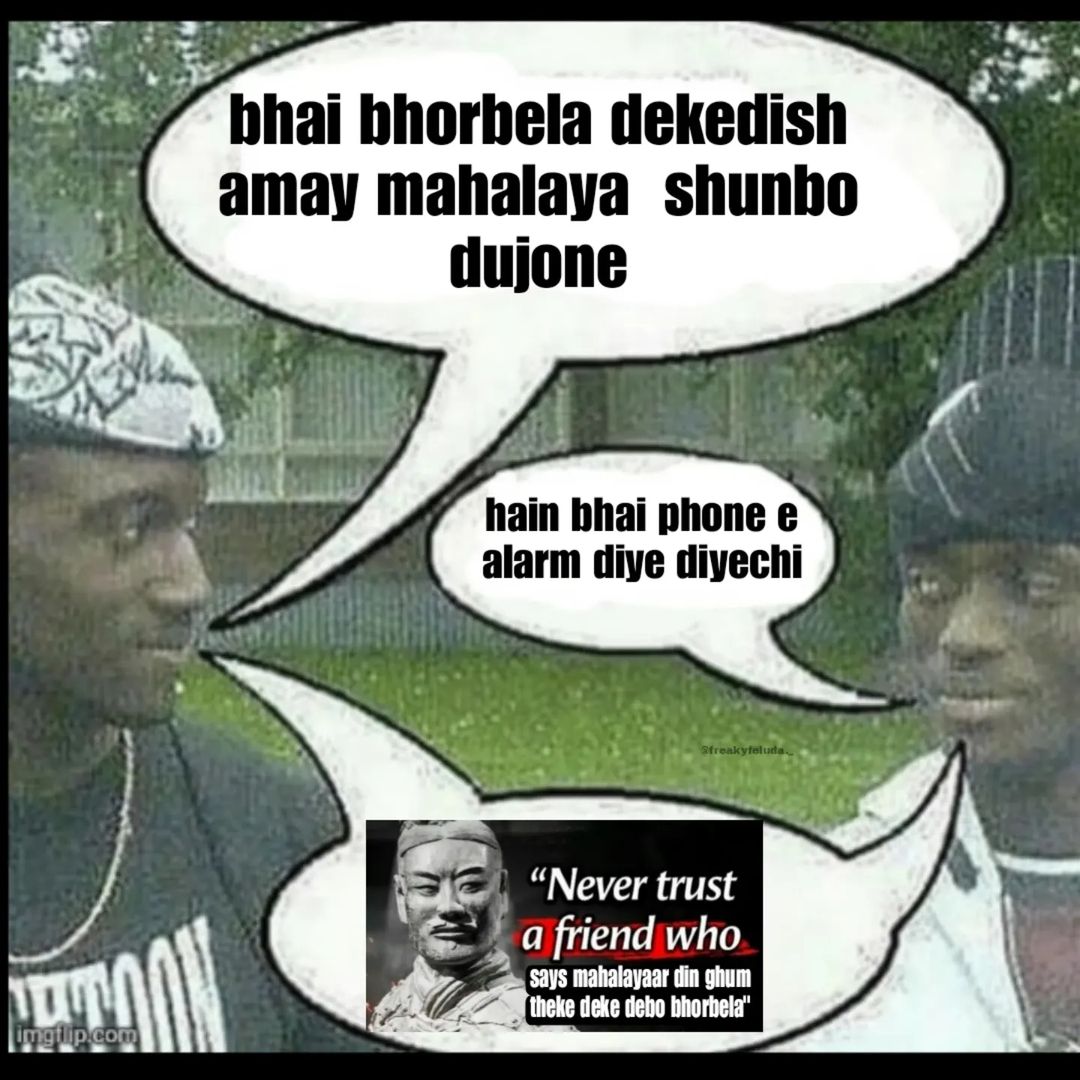 bhai bhorbela dekedish
amay mahalaya shunbo
dujone
hain bhai phone e
alarm diye diyechi
@freakyfeluda._
“Never trust
a friend who
says mahalayaar din ghum
theke deke debo bhorbela"
imgflip.com